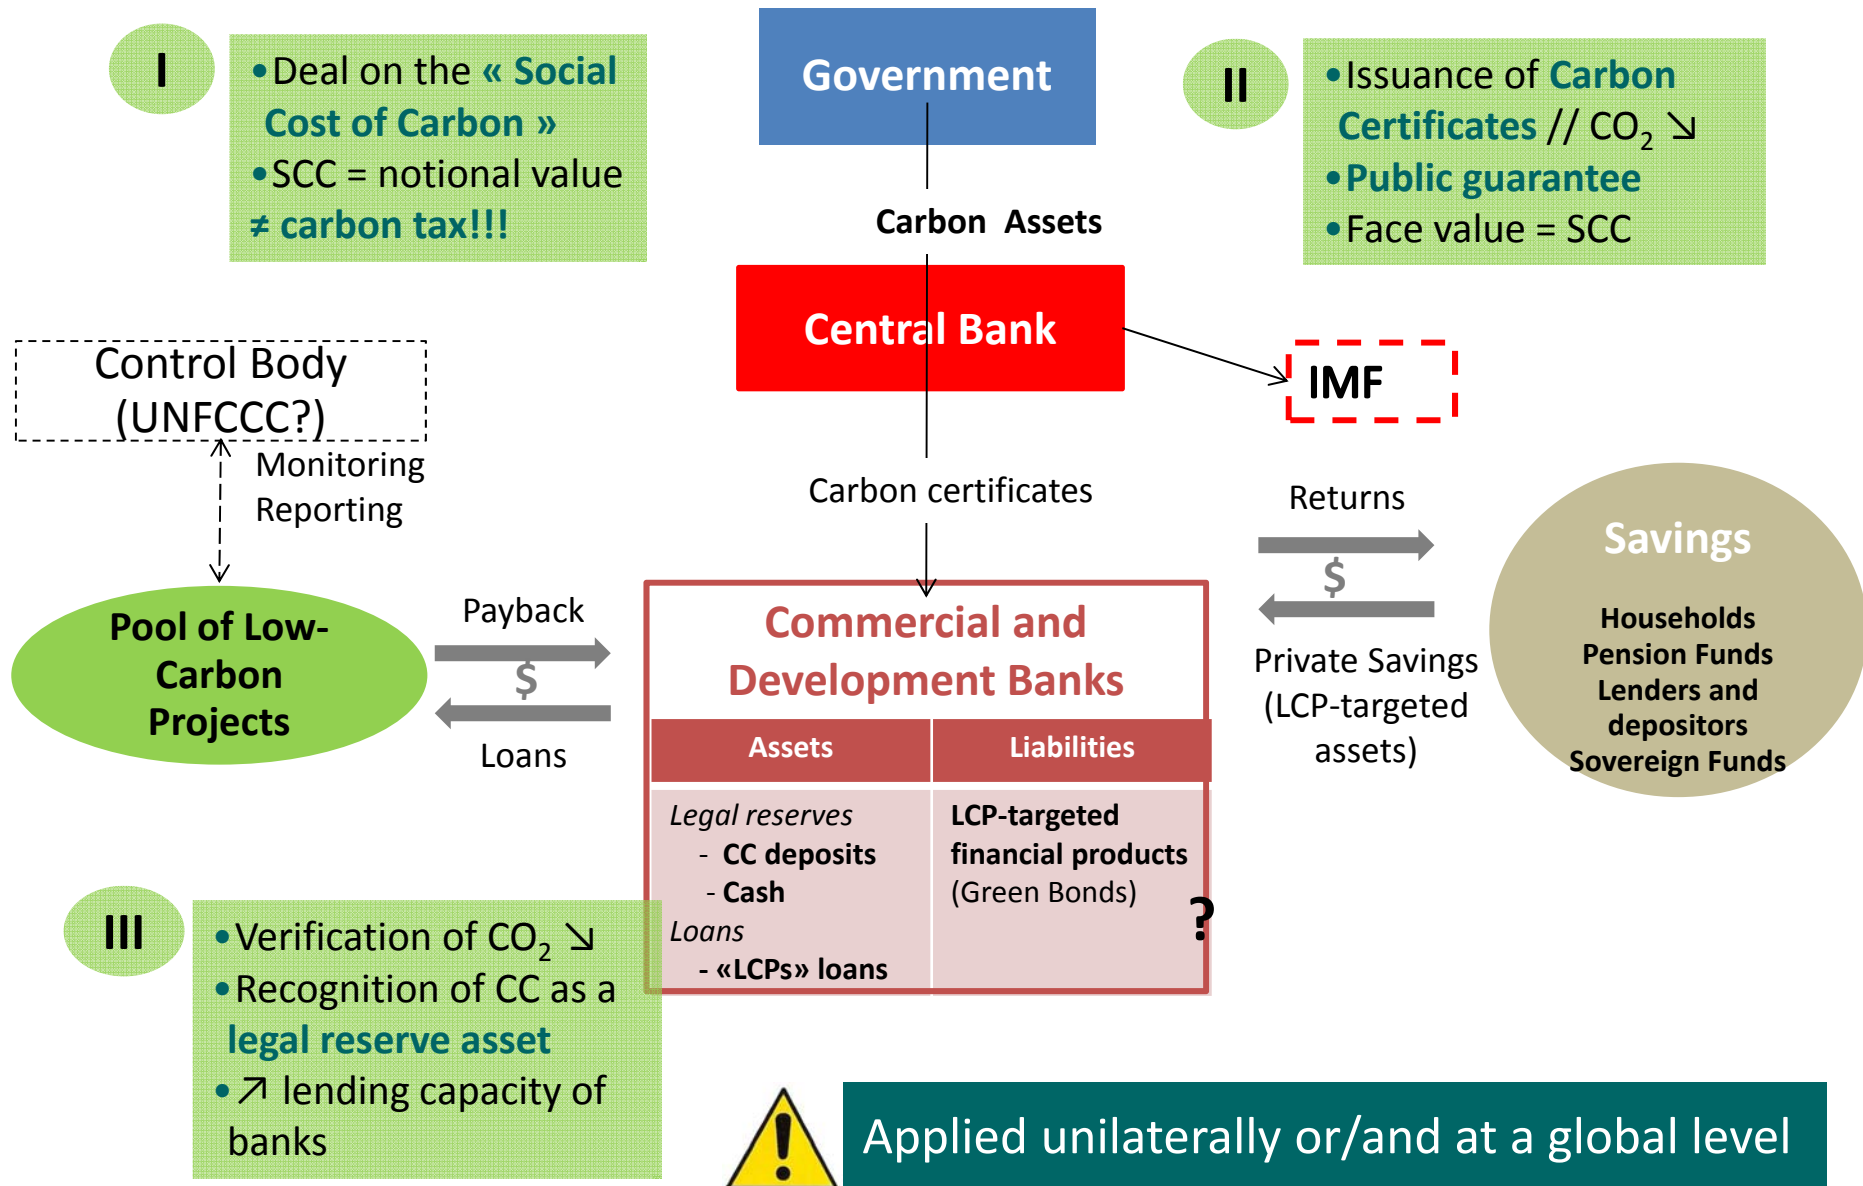 I
•Deal on the « Social
Cost of Carbon »
•SCC = notional value
≠ carbon tax!!!
Government
II
•Issuance of Carbon
Certificates // CO₂ ↘
•Public guarantee
•Face value = SCC
Carbon Assets
Central Bank
IMF
Control Body
(UNFCCC?)
Monitoring
Reporting
Carbon certificates
Returns
$
Private Savings
(LCP-targeted
assets)
Savings
Households
Pension Funds
Lenders and
depositors
Sovereign Funds
Pool of Low-
Carbon
Projects
Payback
$
Loans
Commercial and
Development Banks
Assets
Liabilities
Legal reserves
- CC deposits
- Cash
Loans
- «LCPs» loans
LCP-targeted
financial products
(Green Bonds)
?
III
•Verification of CO₂ ↘
•Recognition of CC as a
legal reserve asset
•↗ lending capacity of
banks
!
Applied unilaterally or/and at a global level